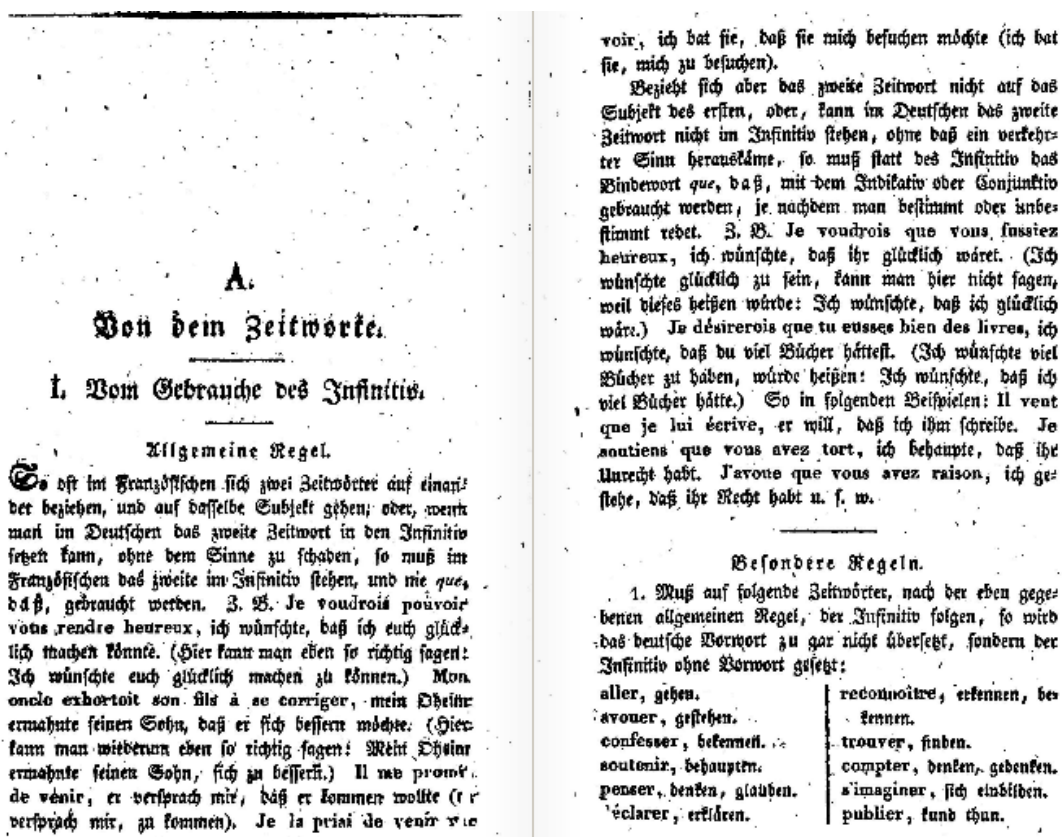 A.
Von dem Zeitworte.
I. Vom Gebrauche des Infinitiv.
Allgemeine Regel.
So oft im Französischen sich zwei Zeitwörter auf einan-
der beziehen, und auf dasselbe Subjekt gehen; oder, wenn
man im Deutschen das zweite Zeitwort in den Infinitiv
setzen kann, ohne dem Sinne zu schaden, so muß im
Französischen das zweite im Infinitiv stehen, und nie que,
daß, gebraucht werden. Z. B. Je voudrois pouvoir
vous rendre heureux, ich wünschte, daß ich euch glück-
lich machen könnte. (Hier kann man eben so richtig sagen:
Ich wünschte euch glücklich machen zu können.) Mon
oncle exhortoit son fils à se corriger, mein Oheim
ermahnte seinen Sohn, daß er sich bessern möchte. (Hier
kann man wiederum eben so richtig sagen: Mein Oheim
ermahnte seinen Sohn, sich zu bessern.) Il me promit
de venir, er versprach mir, daß er kommen wollte (er
versprach mir, zu kommen). Je la priai de venir me
voir, ich bat sie, daß sie mich besuchen möchte (ich bat
sie, mich zu besuchen).
Bezieht sich aber das zweite Zeitwort nicht auf das
Subjekt des ersten, oder, kann im Deutschen das zweite
Zeitwort nicht im Infinitiv stehen, ohne daß ein verkehr-
ter Sinn herauskäme, so muß statt des Infinitiv das
Bindewort que, daß, mit dem Indikativ oder Conjunktiv
gebraucht werden, je nachdem man bestimmt oder unbe-
stimmt redet. Z. B. Je voudrois que vous fussiez
heureux, ich wünschte, daß ihr glücklich wäret. (Ich
wünschte glücklich zu sein, kann man hier nicht sagen,
weil dieses heißen würde: Ich wünschte, daß ich glücklich
wäre.) Je désirerois que tu eusses bien des livres, ich
wünschte, daß du viel Bücher hättest. (Ich wünschte viel
Bücher zu haben, würde heißen: Ich wünschte, daß ich
viel Bücher hätte.) So in folgenden Beispielen: Il veut
que je lui écrive, er will, daß ich ihm schreibe. Je
soutiens que vous avez tort, ich behaupte, daß ihr
Unrecht habt. J'avoue que vous avez raison, ich ge-
stehe, daß ihr Recht habt u. s. w.
Besondere Regeln.
1. Muß auf folgende Zeitwörter, nach der eben gege-
benen allgemeinen Regel, der Infinitiv folgen, so wird
das deutsche Vorwort zu gar nicht übersetzt, sondern der
Infinitiv ohne Vorwort gesetzt:
aller, gehen.
avouer, gestehen.
confesser, bekennen.
soutenir, behaupten.
penser, denken, glauben.
éclarer, erklären.
reconnoître, erkennen, be-
kennen.
trouver, finden.
compter, denken, gedenken.
s'imaginer, sich einbilden.
publier, kund thun.